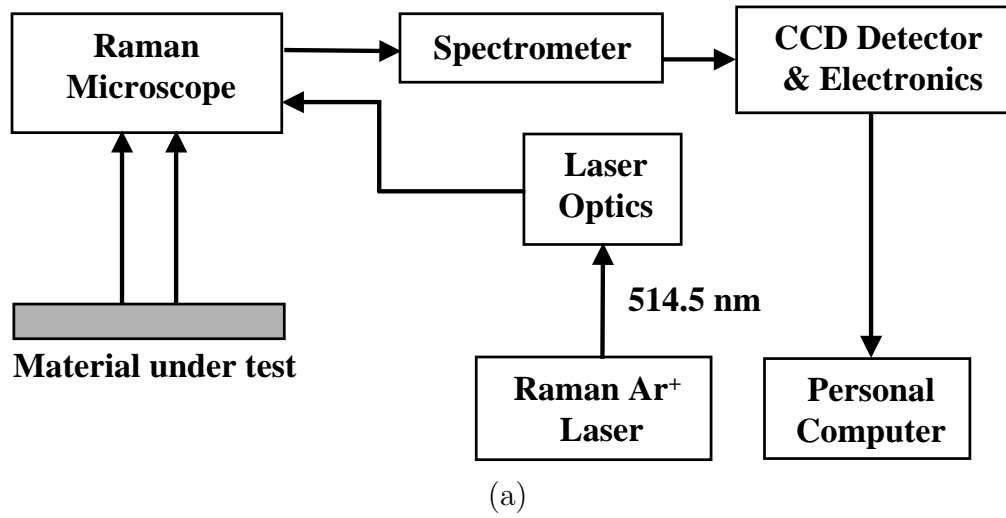 Raman
Microscope
Spectrometer
CCD Detector
& Electronics
Laser
Optics
514.5 nm
Material under test
Raman Ar⁺
Laser
Personal
Computer
(a)